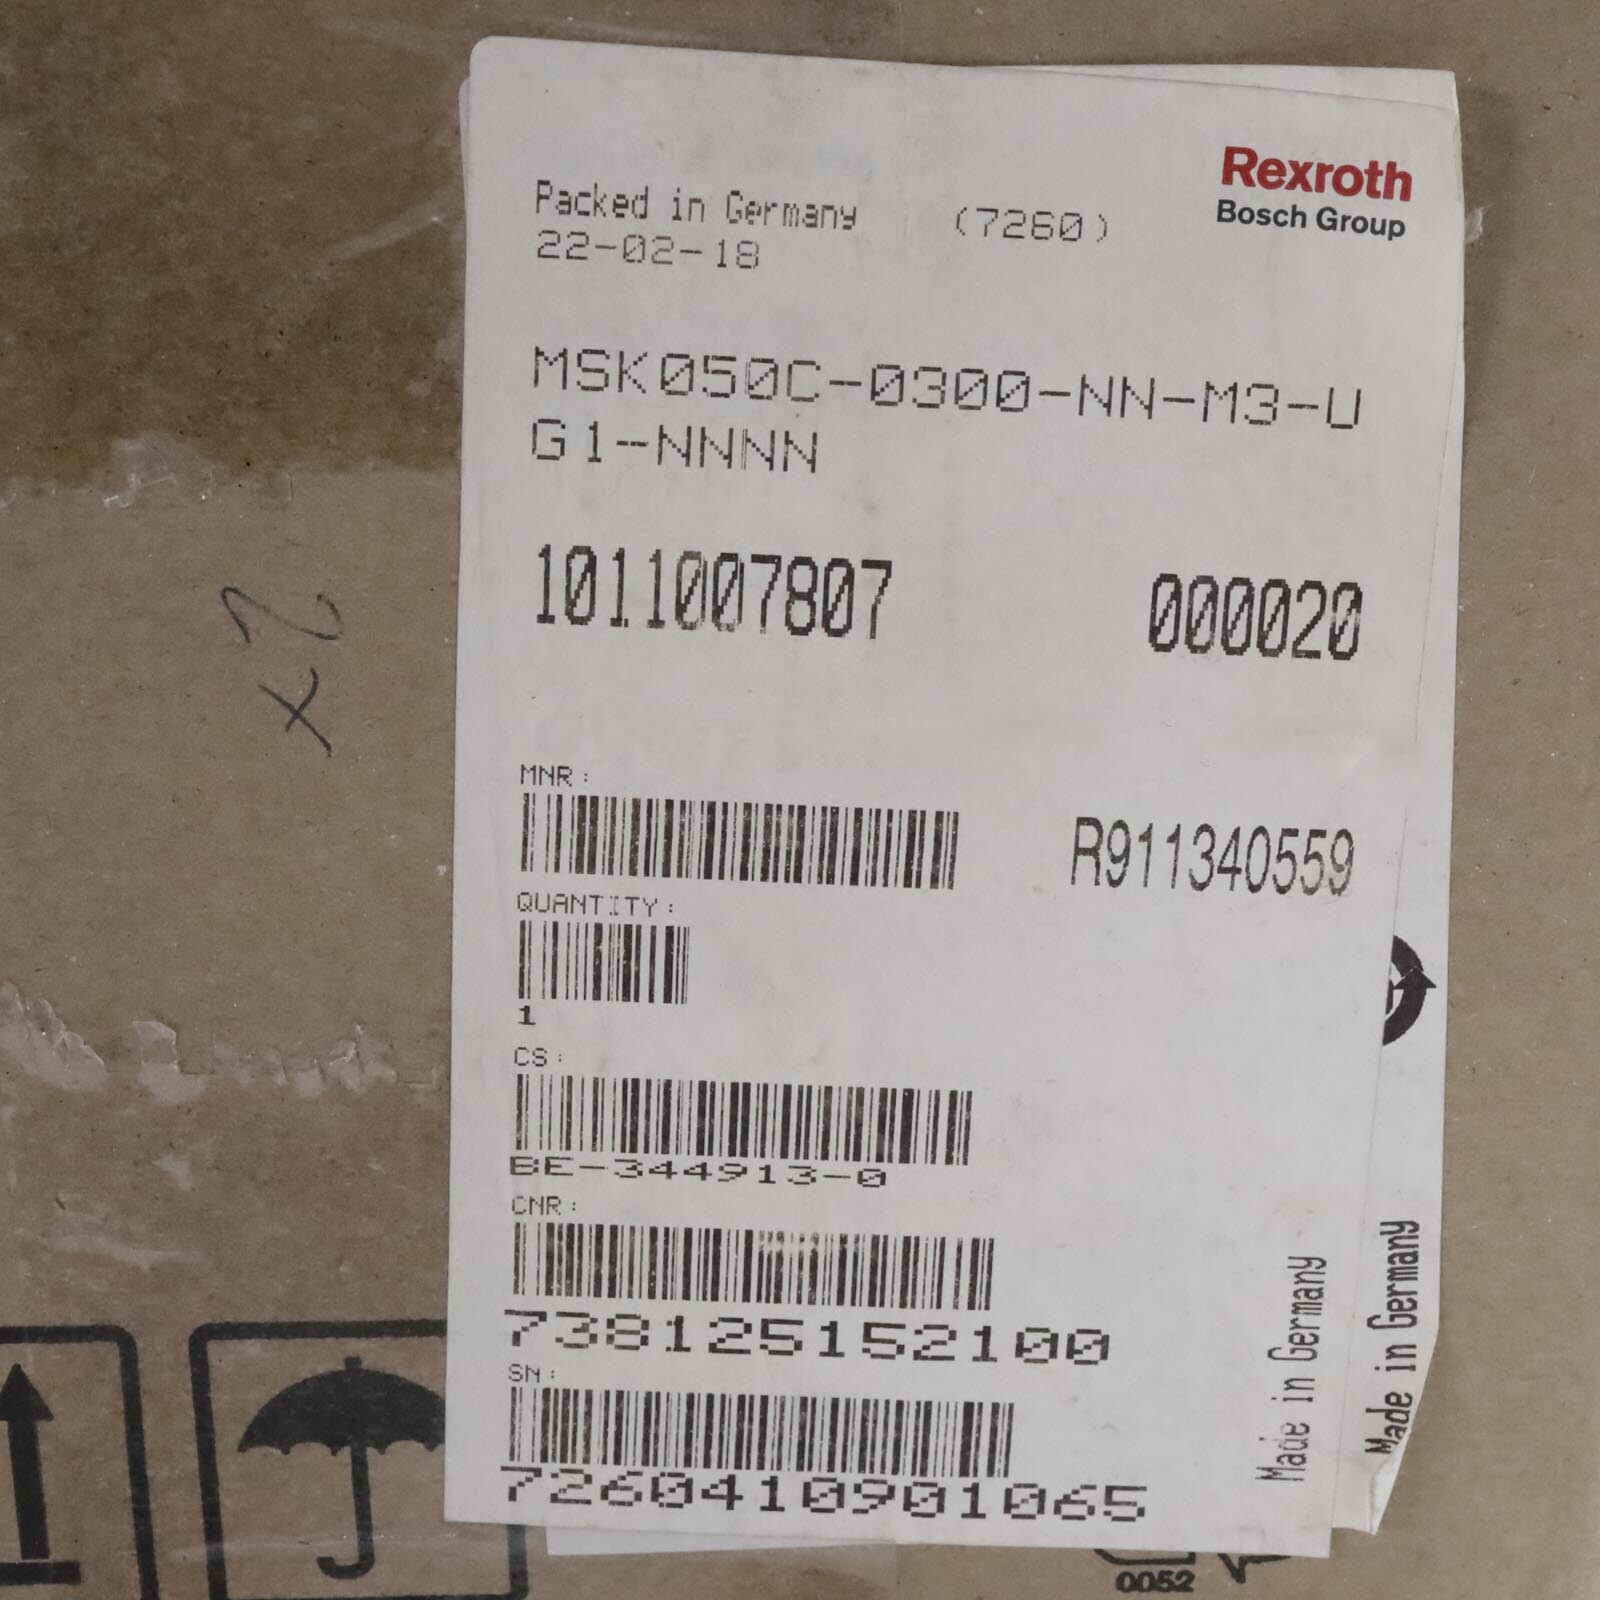 Rexroth
Bosch Group
Packed in Germany (7260)
22-02-18
MSK050C-0300-NN-M3-U
G1-NNNN
1011007807 000020
MNR:
R911340559
QUANTITY:
1
CS:
BE-344913-0
CNR:
738125152100
SN:
7260410901065
Made in Germany
Made in Germany
x2
0052